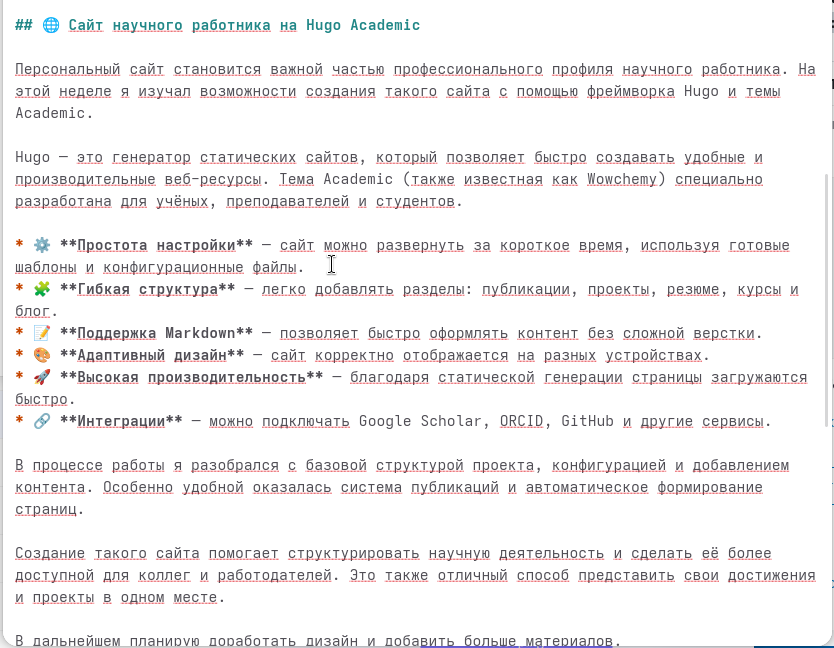 ## 🌐 Сайт научного работника на Hugo Academic
Персональный сайт становится важной частью профессионального профиля научного работника. На
этой неделе я изучал возможности создания такого сайта с помощью фреймворка Hugo и темы
Academic.
Hugo — это генератор статических сайтов, который позволяет быстро создавать удобные и
производительные веб-ресурсы. Тема Academic (также известная как Wowchemy) специально
разработана для учёных, преподавателей и студентов.
* ⚙️ **Простота настройки** — сайт можно развернуть за короткое время, используя готовые
шаблоны и конфигурационные файлы.
* 🧩 **Гибкая структура** — легко добавлять разделы: публикации, проекты, резюме, курсы и
блог.
* 📝 **Поддержка Markdown** — позволяет быстро оформлять контент без сложной верстки.
* 🎨 **Адаптивный дизайн** — сайт корректно отображается на разных устройствах.
* 🚀 **Высокая производительность** — благодаря статической генерации страницы загружаются
быстро.
* 🔗 **Интеграции** — можно подключать Google Scholar, ORCID, GitHub и другие сервисы.
В процессе работы я разобрался с базовой структурой проекта, конфигурацией и добавлением
контента. Особенно удобной оказалась система публикаций и автоматическое формирование
страниц.
Создание такого сайта помогает структурировать научную деятельность и сделать её более
доступной для коллег и работодателей. Это также отличный способ представить свои достижения
и проекты в одном месте.
В дальнейшем планирую доработать дизайн и добавить больше материалов.